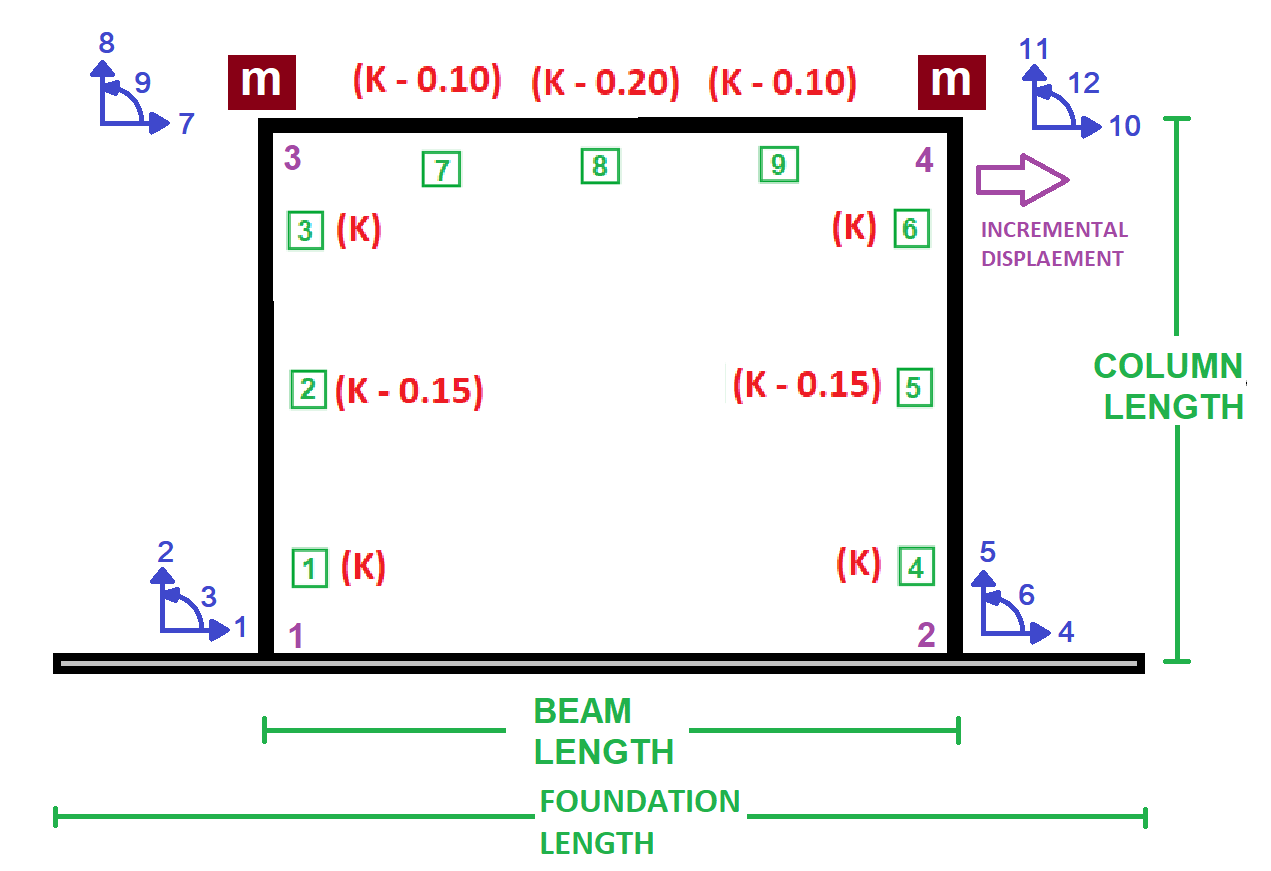 8
9
7
m
(K - 0.10)
(K - 0.20)
(K - 0.10)
m
11
12
10
3
7
8
9
4
3 (K)
(K) 6
INCREMENTAL
DISPLAEMENT
2 (K - 0.15)
(K - 0.15) 5
COLUMN
LENGTH
1 (K)
(K) 4
2
3
1
1
2
5
6
4
BEAM
LENGTH
FOUNDATION
LENGTH